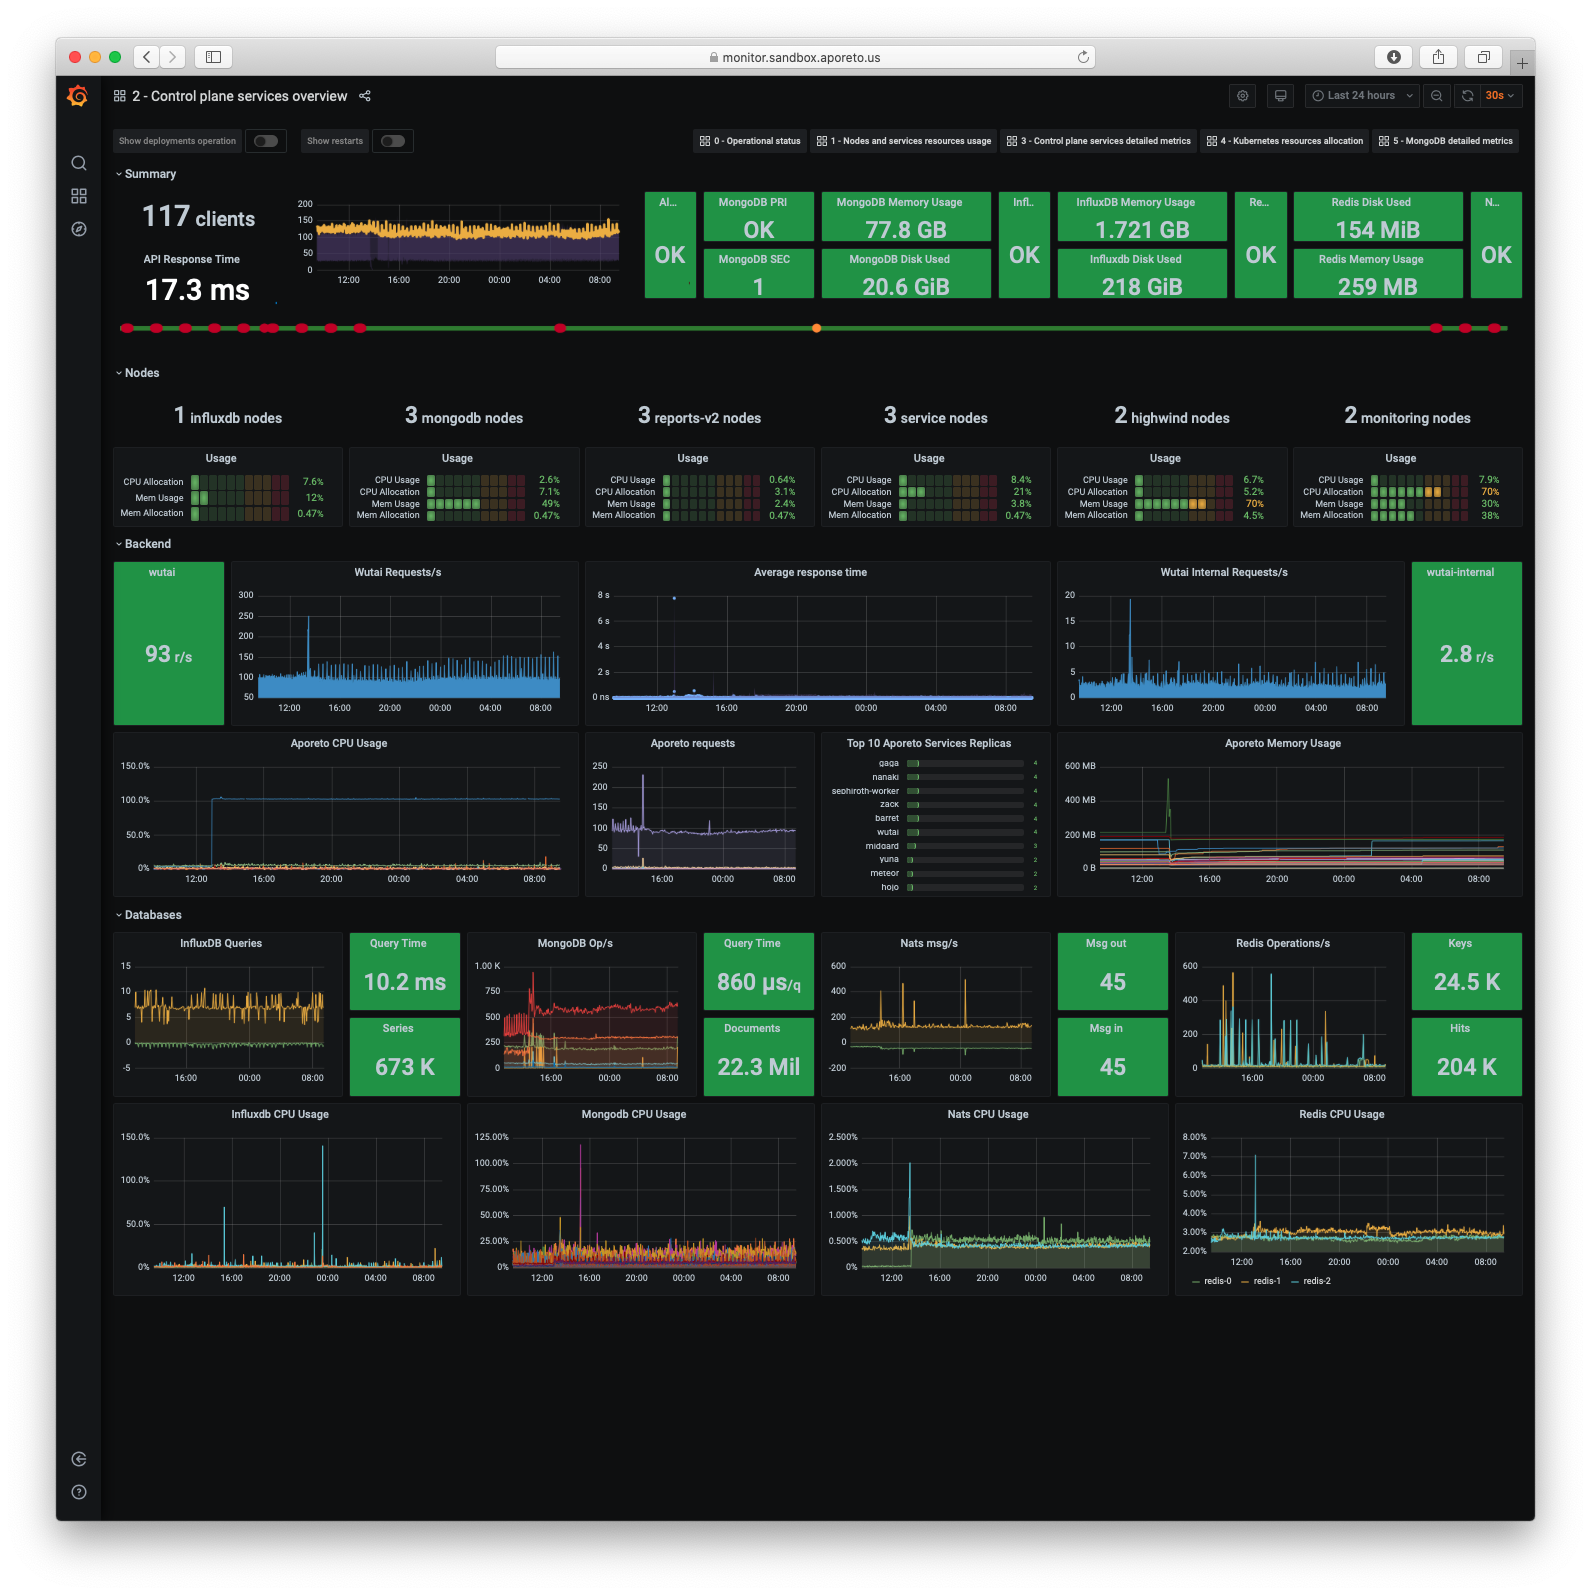 monitor.sandbox.aporeto.us
2 - Control plane services overview
Last 24 hours
30s
Show deployments operation
Show restarts
0 - Operational status
1 - Nodes and services resources usage
3 - Control plane services detailed metrics
4 - Kubernetes resources allocation
5 - MongoDB detailed metrics
Summary
117 clients
API Response Time
17.3 ms
200
150
100
50
0
12:00 16:00 20:00 00:00 04:00 08:00
Al...
OK
MongoDB PRI
OK
MongoDB SEC
1
MongoDB Memory Usage
77.8 GB
MongoDB Disk Used
20.6 GiB
Infl..
OK
InfluxDB Memory Usage
1.721 GB
Influxdb Disk Used
218 GiB
Re...
OK
Redis Disk Used
154 MiB
Redis Memory Usage
259 MB
N...
OK
Nodes
1 influxdb nodes
3 mongodb nodes
3 reports-v2 nodes
3 service nodes
2 highwind nodes
2 monitoring nodes
Usage
CPU Allocation 7.6%
Mem Usage 12%
Mem Allocation 0.47%
Usage
CPU Usage 2.6%
CPU Allocation 7.1%
Mem Usage 49%
Mem Allocation 0.47%
Usage
CPU Usage 0.64%
CPU Allocation 3.1%
Mem Usage 2.4%
Mem Allocation 0.47%
Usage
CPU Usage 8.4%
CPU Allocation 21%
Mem Usage 3.8%
Mem Allocation 0.47%
Usage
CPU Usage 6.7%
CPU Allocation 5.2%
Mem Usage 70%
Mem Allocation 4.5%
Usage
CPU Usage 7.9%
CPU Allocation 70%
Mem Usage 30%
Mem Allocation 38%
Backend
wutai
93 r/s
Wutai Requests/s
300
250
200
150
100
50
12:00 16:00 20:00 00:00 04:00 08:00
Average response time
8 s
6 s
4 s
2 s
0 ns
12:00 16:00 20:00 00:00 04:00 08:00
Wutai Internal Requests/s
20
15
10
5
0
12:00 16:00 20:00 00:00 04:00 08:00
wutai-internal
2.8 r/s
Aporeto CPU Usage
150.0%
100.0%
50.0%
0%
12:00 16:00 20:00 00:00 04:00 08:00
Aporeto requests
250
200
150
100
50
0
16:00 00:00 08:00
Top 10 Aporeto Services Replicas
gaga 4
nanaki 4
sephiroth-worker 4
zack 4
barret 4
wutai 4
midgard 3
yuna 2
meteor 2
hojo 2
Aporeto Memory Usage
600 MB
400 MB
200 MB
0 B
12:00 16:00 20:00 00:00 04:00 08:00
Databases
InfluxDB Queries
15
10
5
0
-5
16:00 00:00 08:00
Query Time
10.2 ms
Series
673 K
MongoDB Op/s
1.00 K
750
500
250
0
16:00 00:00 08:00
Query Time
860 µs/q
Documents
22.3 Mil
Nats msg/s
600
400
200
0
-200
16:00 00:00 08:00
Msg out
45
Msg in
45
Redis Operations/s
600
400
200
0
16:00 00:00 08:00
Keys
24.5 K
Hits
204 K
Influxdb CPU Usage
150.0%
100.0%
50.0%
0%
12:00 16:00 20:00 00:00 04:00 08:00
Mongodb CPU Usage
125.00%
100.00%
75.00%
50.00%
25.00%
0%
12:00 16:00 20:00 00:00 04:00 08:00
Nats CPU Usage
2.500%
2.000%
1.500%
1.000%
0.500%
0%
12:00 16:00 20:00 00:00 04:00 08:00
Redis CPU Usage
8.00%
7.00%
6.00%
5.00%
4.00%
3.00%
2.00%
12:00 16:00 20:00 00:00 04:00 08:00
redis-0 redis-1 redis-2